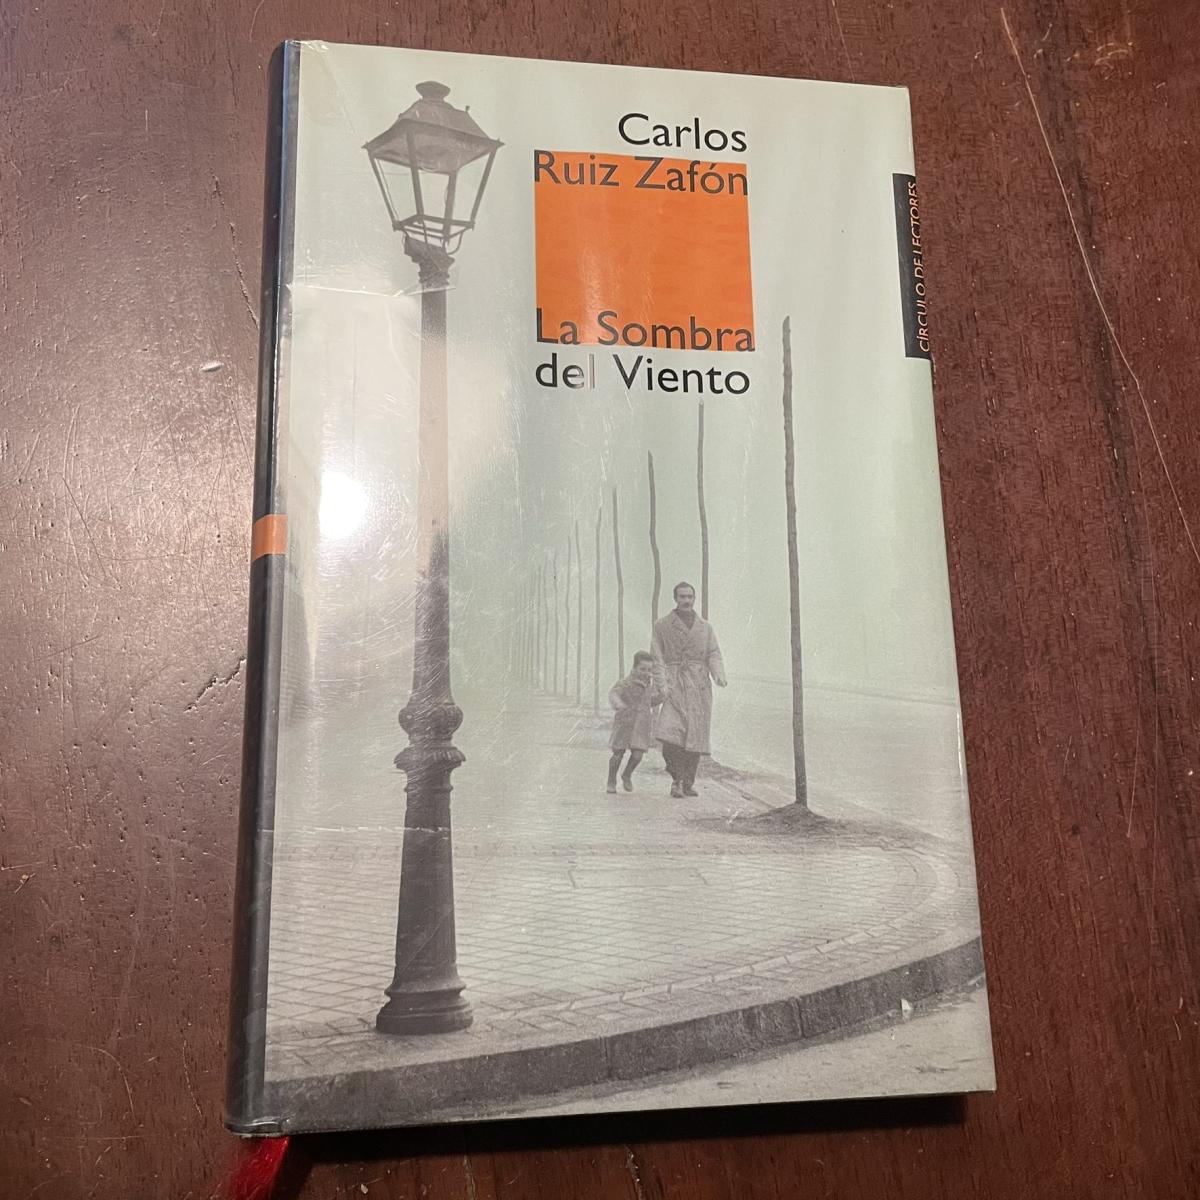 Carlos
Ruiz Zafón
La Sombra
del Viento
CÍRCULO DE LECTORES